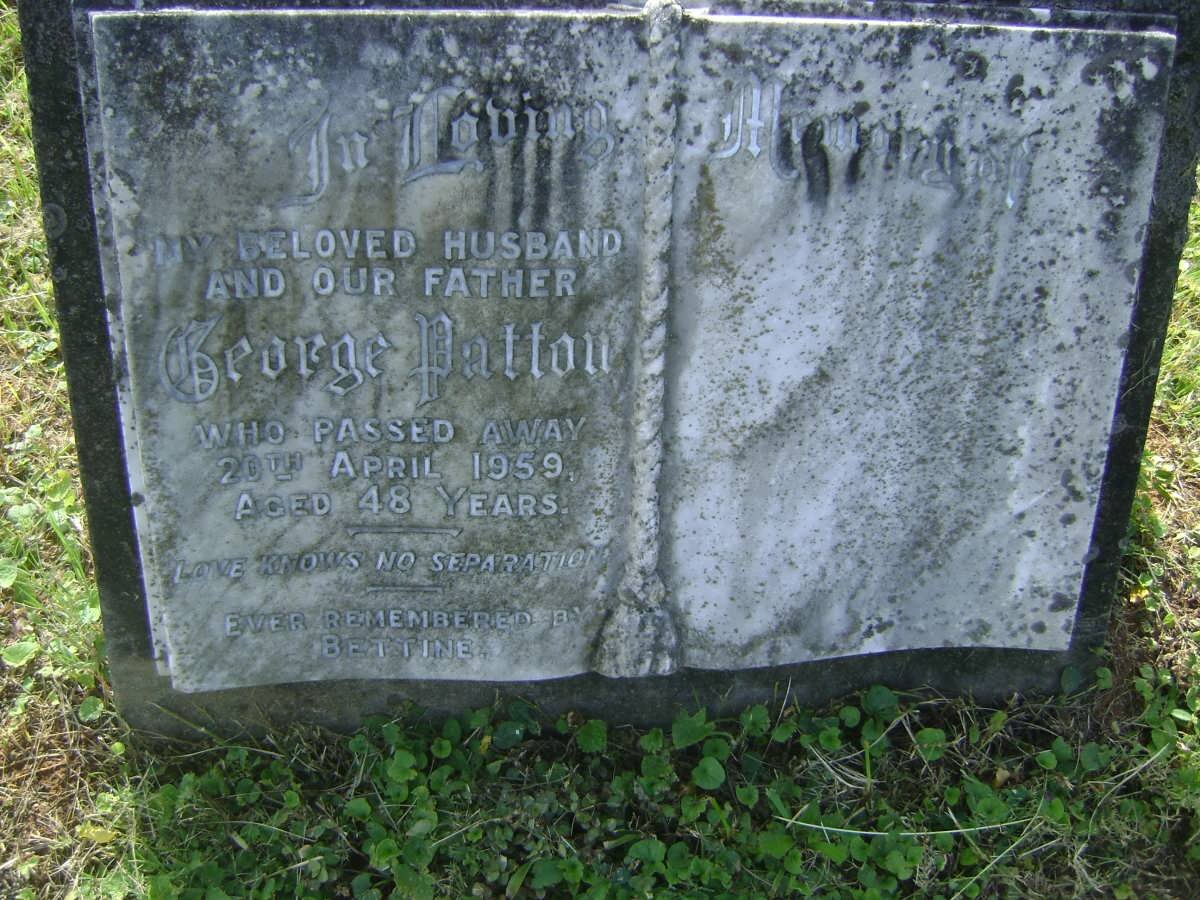 In Loving Memory of
MY BELOVED HUSBAND
AND OUR FATHER
George Patton
WHO PASSED AWAY
20TH APRIL 1959,
AGED 48 YEARS.
LOVE KNOWS NO SEPARATION
EVER REMEMBERED BY
BETTINE.